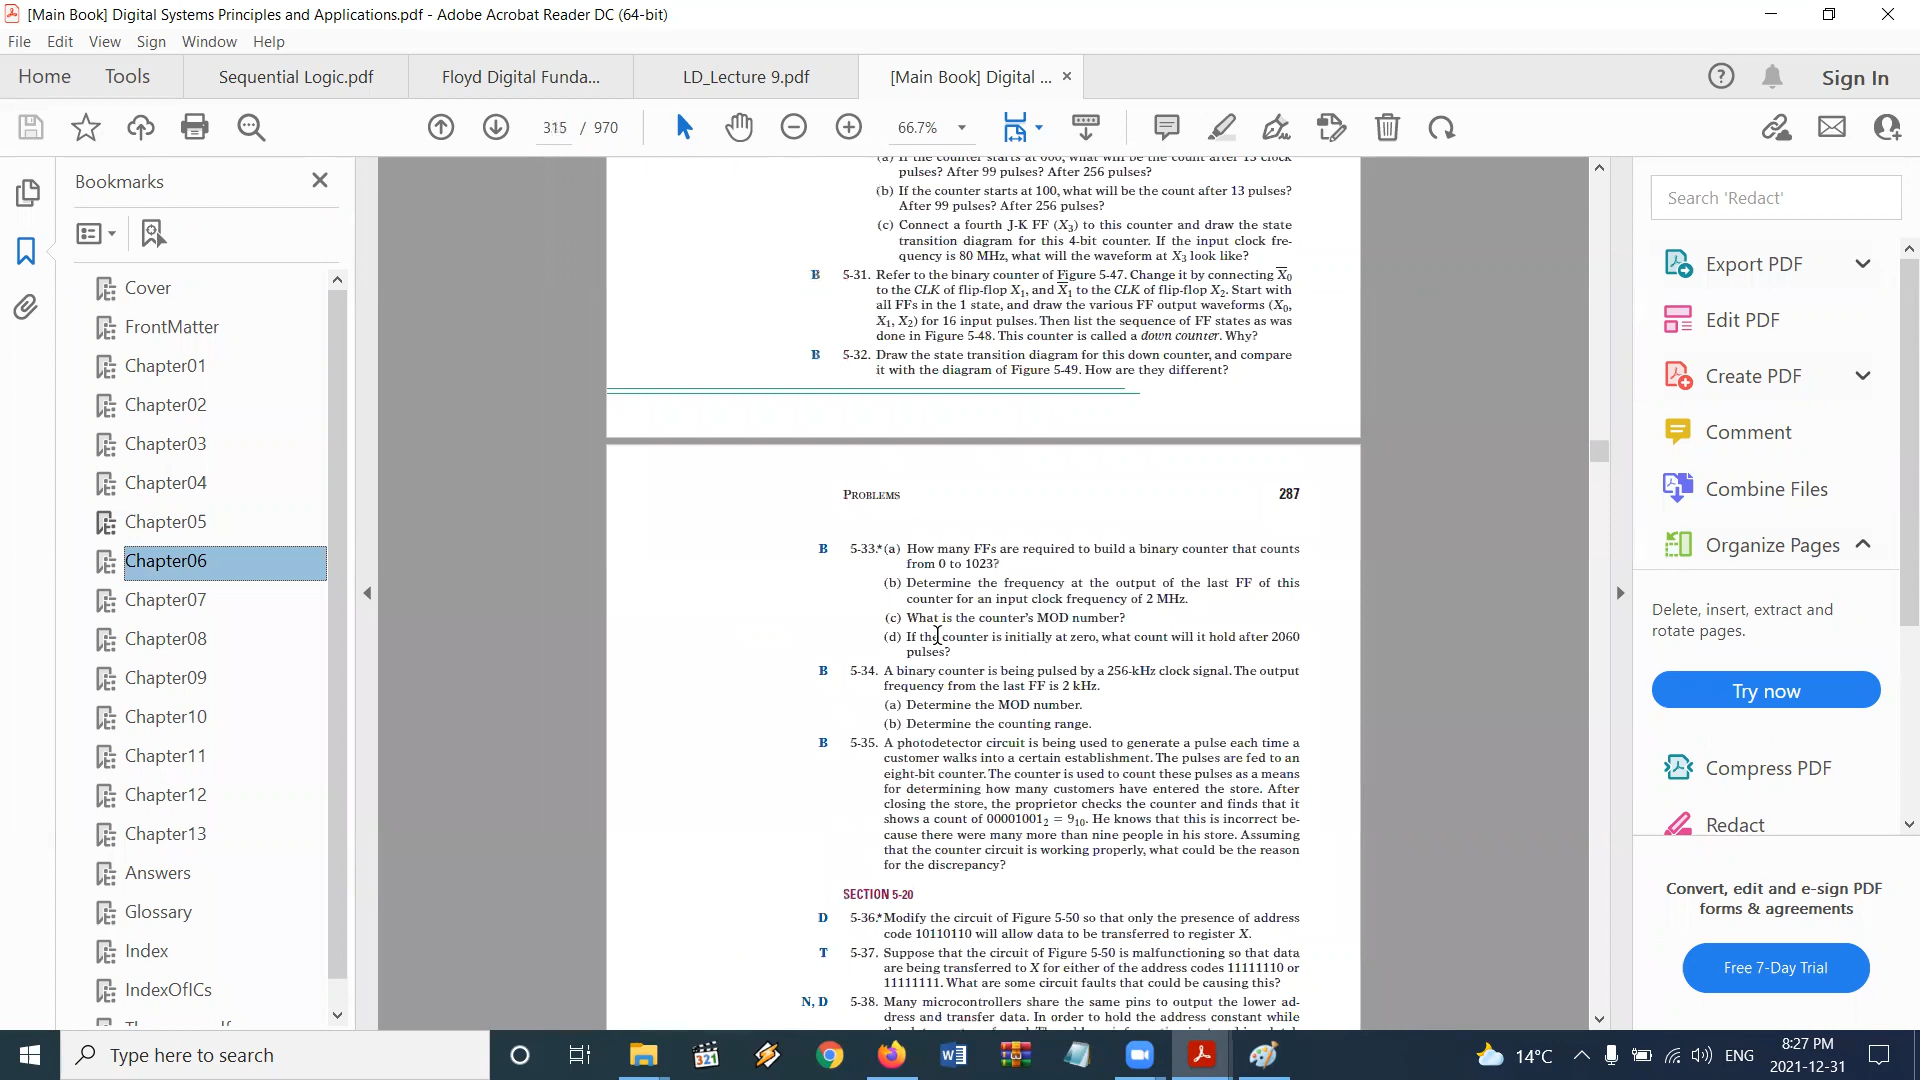 [Main Book] Digital Systems Principles and Applications.pdf - Adobe Acrobat Reader DC (64-bit)
File Edit View Sign Window Help
Home Tools Sequential Logic.pdf Floyd Digital Funda... LD_Lecture 9.pdf [Main Book] Digital ... × Sign In
315 / 970 66.7%
Bookmarks
Cover
FrontMatter
Chapter01
Chapter02
Chapter03
Chapter04
Chapter05
Chapter06
Chapter07
Chapter08
Chapter09
Chapter10
Chapter11
Chapter12
Chapter13
Answers
Glossary
Index
IndexOfICs
(a) If the counter starts at 000, what will be the count after 13 clock
pulses? After 99 pulses? After 256 pulses?
(b) If the counter starts at 100, what will be the count after 13 pulses?
After 99 pulses? After 256 pulses?
(c) Connect a fourth J-K FF (X3) to this counter and draw the state
transition diagram for this 4-bit counter. If the input clock fre-
quency is 80 MHz, what will the waveform at X3 look like?
B 5-31. Refer to the binary counter of Figure 5-47. Change it by connecting X̅0
to the CLK of flip-flop X1, and X̅1 to the CLK of flip-flop X2. Start with
all FFs in the 1 state, and draw the various FF output waveforms (X0,
X1, X2) for 16 input pulses. Then list the sequence of FF states as was
done in Figure 5-48. This counter is called a down counter. Why?
B 5-32. Draw the state transition diagram for this down counter, and compare
it with the diagram of Figure 5-49. How are they different?
PROBLEMS 287
B 5-33.*(a) How many FFs are required to build a binary counter that counts
from 0 to 1023?
(b) Determine the frequency at the output of the last FF of this
counter for an input clock frequency of 2 MHz.
(c) What is the counter's MOD number?
(d) If the counter is initially at zero, what count will it hold after 2060
pulses?
B 5-34. A binary counter is being pulsed by a 256-kHz clock signal. The output
frequency from the last FF is 2 kHz.
(a) Determine the MOD number.
(b) Determine the counting range.
B 5-35. A photodetector circuit is being used to generate a pulse each time a
customer walks into a certain establishment. The pulses are fed to an
eight-bit counter. The counter is used to count these pulses as a means
for determining how many customers have entered the store. After
closing the store, the proprietor checks the counter and finds that it
shows a count of 00001001₂ = 9₁₀. He knows that this is incorrect be-
cause there were many more than nine people in his store. Assuming
that the counter circuit is working properly, what could be the reason
for the discrepancy?
SECTION 5-20
D 5-36.*Modify the circuit of Figure 5-50 so that only the presence of address
code 10110110 will allow data to be transferred to register X.
T 5-37. Suppose that the circuit of Figure 5-50 is malfunctioning so that data
are being transferred to X for either of the address codes 11111110 or
11111111. What are some circuit faults that could be causing this?
N, D 5-38. Many microcontrollers share the same pins to output the lower ad-
dress and transfer data. In order to hold the address constant while
Search 'Redact'
Export PDF
Edit PDF
Create PDF
Comment
Combine Files
Organize Pages
Delete, insert, extract and
rotate pages.
Try now
Compress PDF
Redact
Convert, edit and e-sign PDF
forms & agreements
Free 7-Day Trial
Type here to search
14°C ENG
8:27 PM
2021-12-31